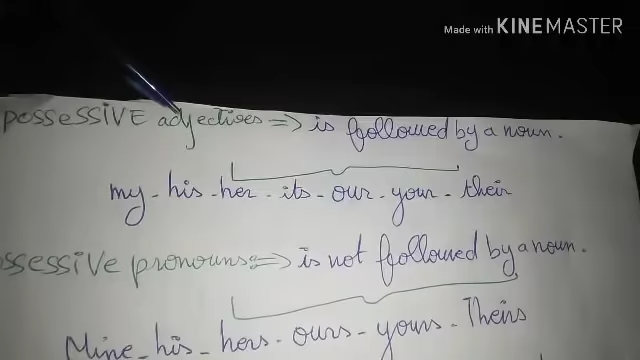 Made with KINEMASTER
possessive adjectives => is followed by a noun.
my - his - her - its - our - your - their
ossessive pronouns => is not followed by a noun.
Mine - his - hers - ours - yours - Theirs